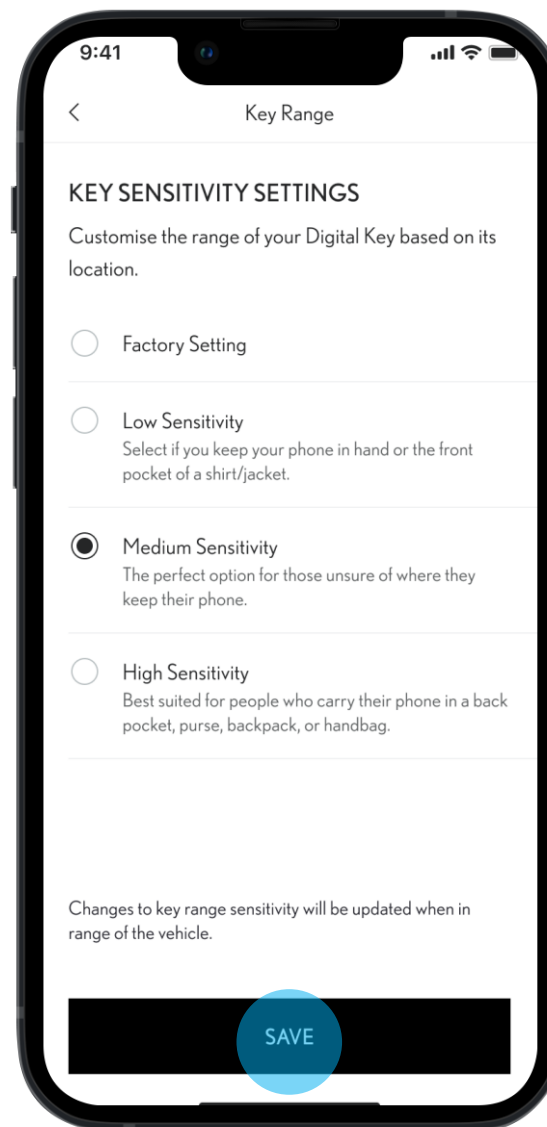 9:41
Key Range
KEY SENSITIVITY SETTINGS
Customise the range of your Digital Key based on its
location.
Factory Setting
Low Sensitivity
Select if you keep your phone in hand or the front
pocket of a shirt/jacket.
Medium Sensitivity
The perfect option for those unsure of where they
keep their phone.
High Sensitivity
Best suited for people who carry their phone in a back
pocket, purse, backpack, or handbag.
Changes to key range sensitivity will be updated when in
range of the vehicle.
SAVE